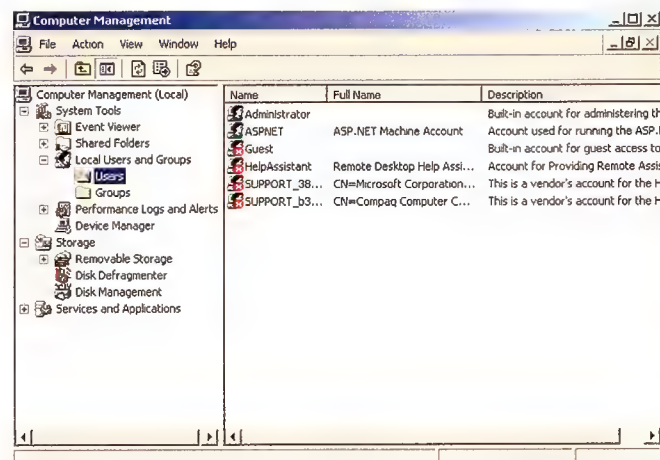 Computer Management
File Action View Window Help
Computer Management (Local)
System Tools
Event Viewer
Shared Folders
Local Users and Groups
Users
Groups
Performance Logs and Alerts
Device Manager
Storage
Removable Storage
Disk Defragmenter
Disk Management
Services and Applications
Name Full Name Description
Administrator Built-in account for administering th
ASPNET ASP.NET Machine Account Account used for running the ASP.
Guest Built-in account for guest access to
HelpAssistant Remote Desktop Help Assi... Account for Providing Remote Assis
SUPPORT_38... CN=Microsoft Corporation... This is a vendor's account for the H
SUPPORT_b3... CN=Compaq Computer C... This is a vendor's account for the H